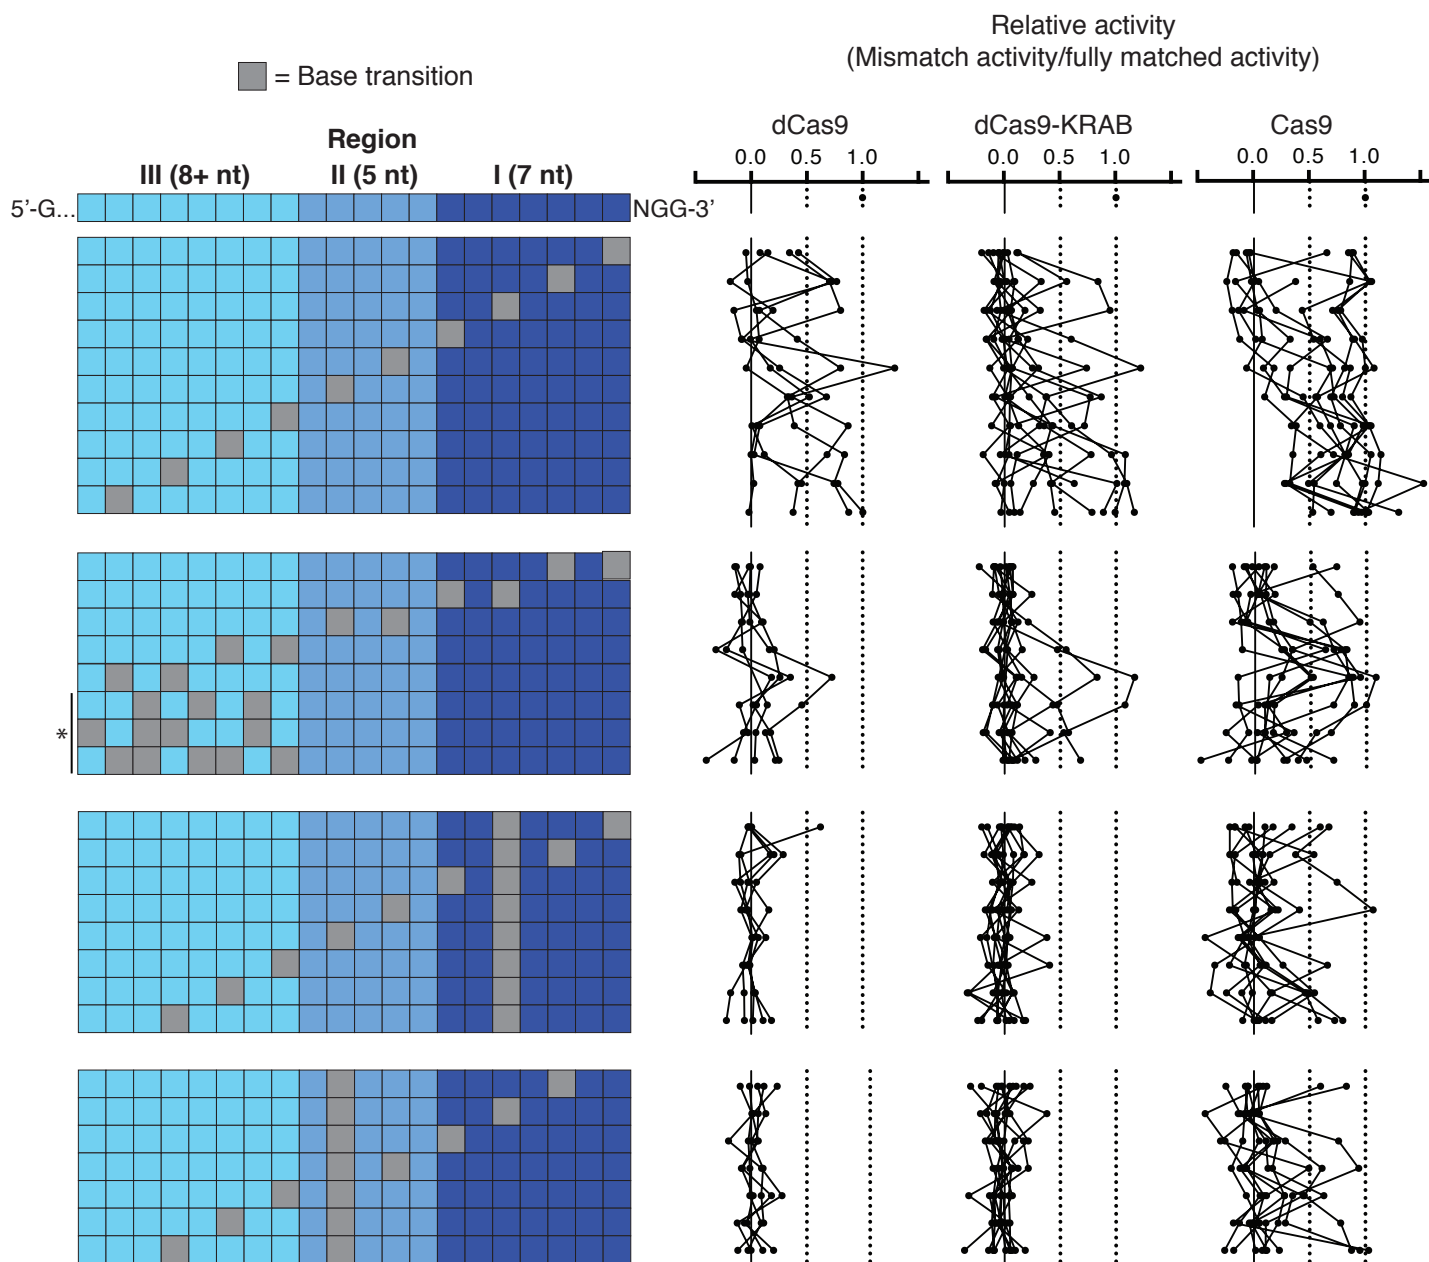 Relative activity
(Mismatch activity/fully matched activity)
= Base transition
dCas9 dCas9-KRAB Cas9
Region
0.0 0.5 1.0 0.0 0.5 1.0 0.0 0.5 1.0
III (8+ nt) II (5 nt) I (7 nt)
5’-G... NGG-3’
*